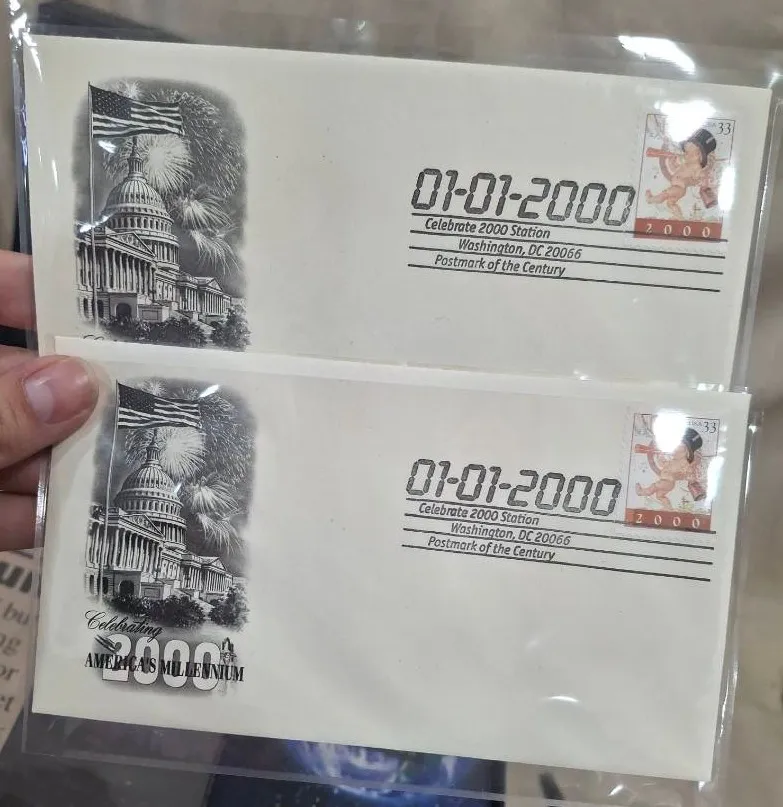 33
2000
01-01-2000
Celebrate 2000 Station
Washington, DC 20066
Postmark of the Century
33
2000
01-01-2000
Celebrate 2000 Station
Washington, DC 20066
Postmark of the Century
Celebrating
2000
AMERICA'S MILLENNIUM